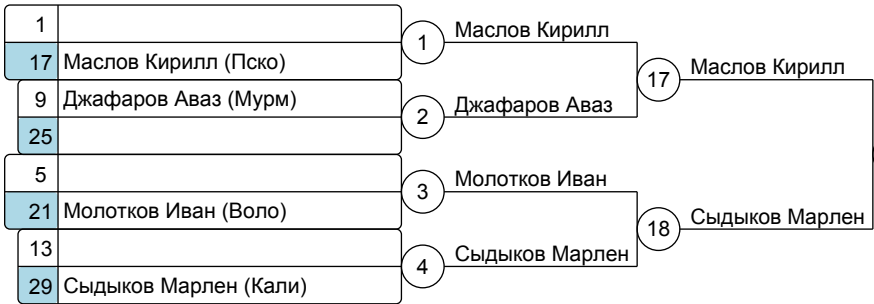 1
17 Маслов Кирилл (Пско)
9 Джафаров Аваз (Мурм)
25
5
21 Молотков Иван (Воло)
13
29 Сыдыков Марлен (Кали)
1 Маслов Кирилл
2 Джафаров Аваз
3 Молотков Иван
4 Сыдыков Марлен
17 Маслов Кирилл
18 Сыдыков Марлен